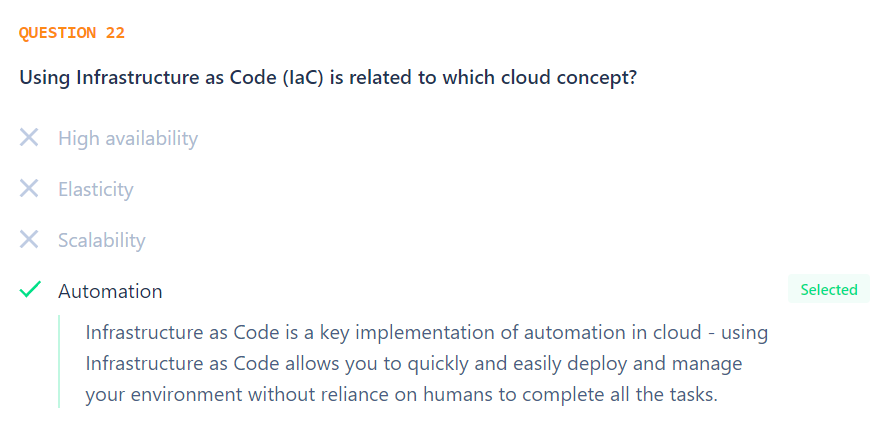 QUESTION 22
Using Infrastructure as Code (IaC) is related to which cloud concept?
High availability
Elasticity
Scalability
Automation
Selected
Infrastructure as Code is a key implementation of automation in cloud - using
Infrastructure as Code allows you to quickly and easily deploy and manage
your environment without reliance on humans to complete all the tasks.